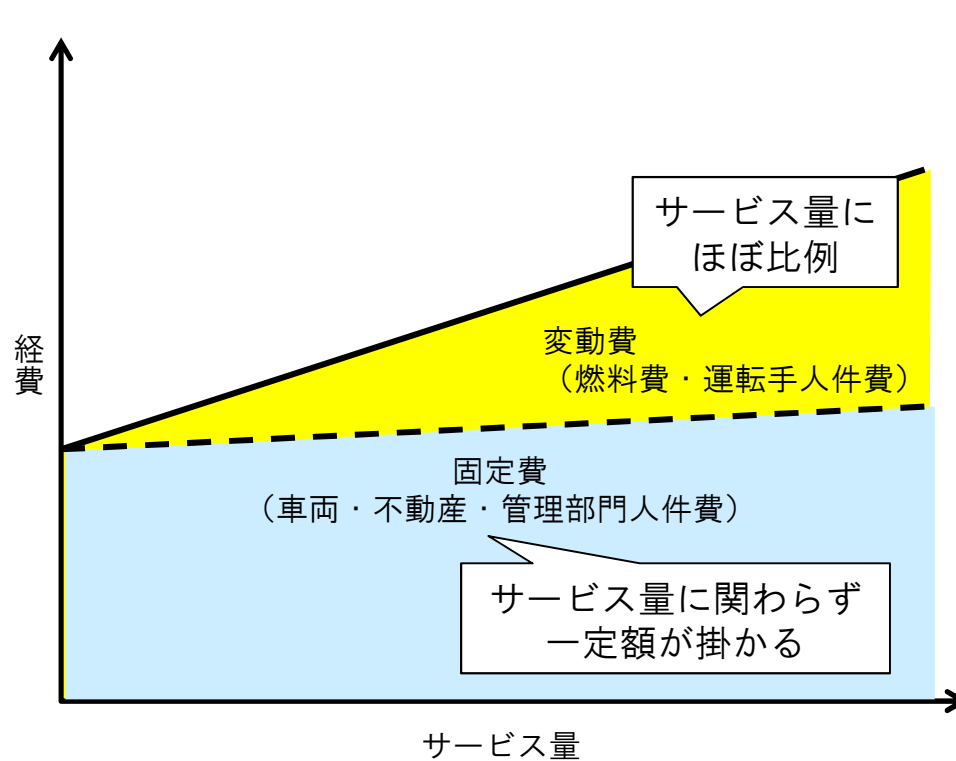 サービス量に
ほぼ比例
変動費
（燃料費・運転手人件費）
経費
固定費
（車両・不動産・管理部門人件費）
サービス量に関わらず
一定額が掛かる
サービス量